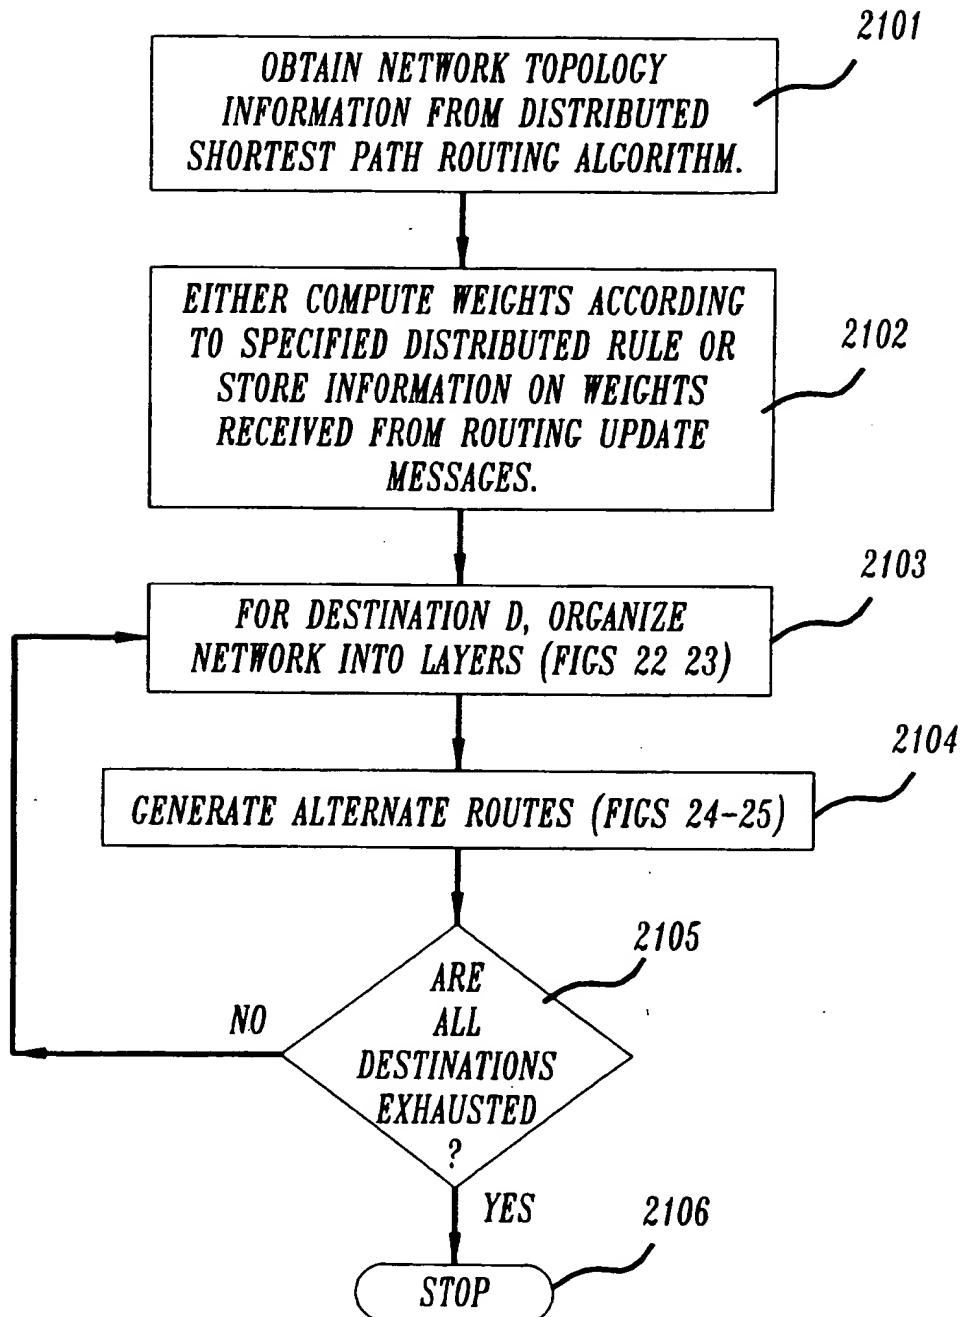 2101
OBTAIN NETWORK TOPOLOGY
INFORMATION FROM DISTRIBUTED
SHORTEST PATH ROUTING ALGORITHM.
EITHER COMPUTE WEIGHTS ACCORDING
TO SPECIFIED DISTRIBUTED RULE OR
STORE INFORMATION ON WEIGHTS
RECEIVED FROM ROUTING UPDATE
MESSAGES.
2102
2103
FOR DESTINATION D, ORGANIZE
NETWORK INTO LAYERS (FIGS 22 23)
2104
GENERATE ALTERNATE ROUTES (FIGS 24-25)
2105
ARE
ALL
DESTINATIONS
EXHAUSTED
?
NO
YES
2106
STOP